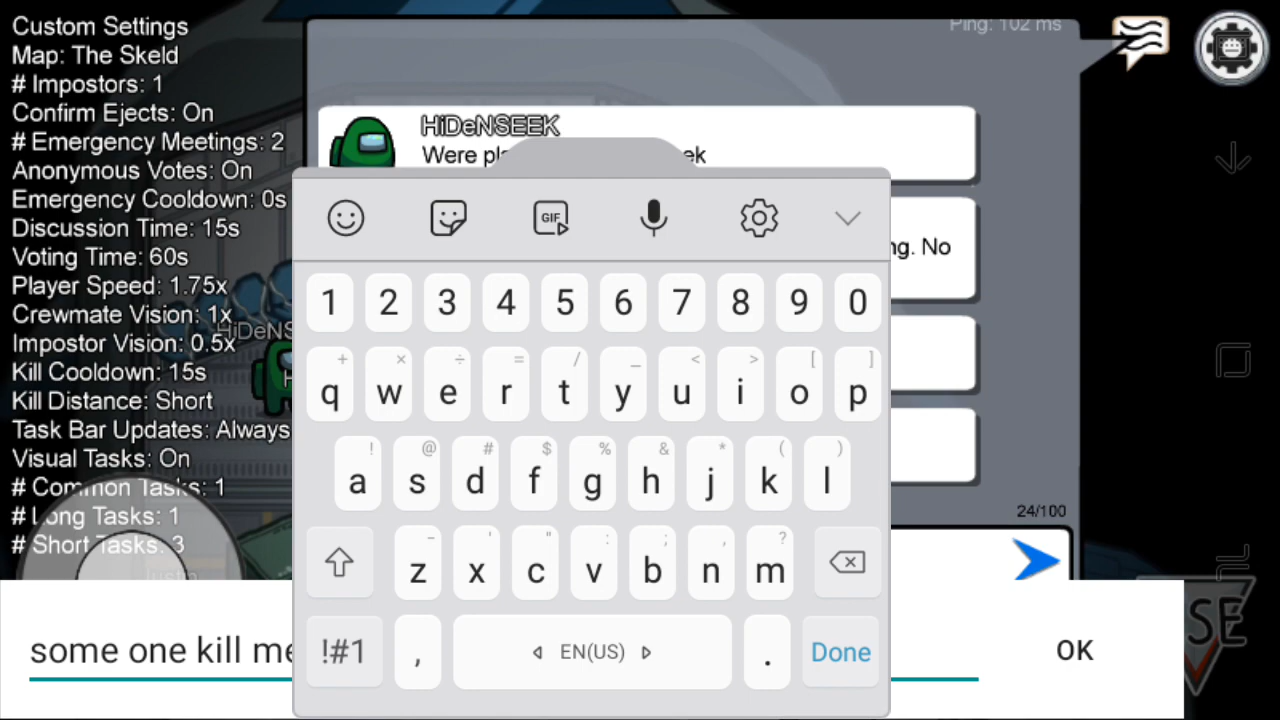 Custom Settings
Map: The Skeld
# Impostors: 1
Confirm Ejects: On
# Emergency Meetings: 2
Anonymous Votes: On
Emergency Cooldown: 0s
Discussion Time: 15s
Voting Time: 60s
Player Speed: 1.75x
Crewmate Vision: 1x
Impostor Vision: 0.5x
Kill Cooldown: 15s
Kill Distance: Short
Task Bar Updates: Always
Visual Tasks: On
# Common Tasks: 1
# Long Tasks: 1
# Short Tasks: 3
Ping: 102 ms
HiDeNSEEK
Were
No
HiDeNS
24/100
GIF
1 2 3 4 5 6 7 8 9 0
+ × ÷ = / _ < > [ ]
q w e r t y u i o p
! @ # $ % & * ( )
a s d f g h j k l
- ' " : ; , ?
z x c v b n m
!#1 , EN(US) . Done
some one kill me
OK